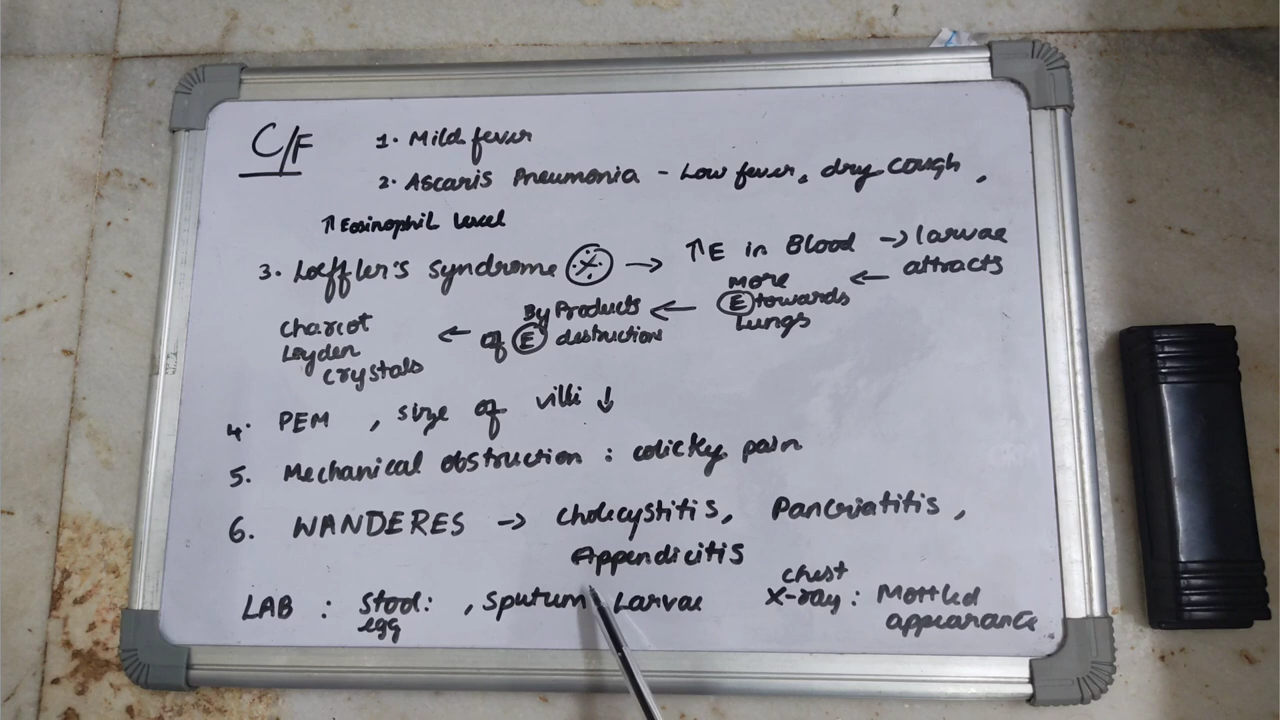 C/F
1. Mild fever
2. Ascaris Pneumonia - Low fever, dry cough,
↑ Eosinophil level
3. Loeffler's syndrome → ↑E in Blood → larvae
attracts ← more
E towards
Lungs
← By Products
of E destruction
← Charcot
Leyden
crystals
4. PEM, size of villi ↓
5. Mechanical obstruction : colicky pain
6. WANDERES → Cholecystitis, Pancriatitis,
Appendicitis
LAB : Stool: , Sputum Larvae
egg
chest
X-ray : Mottled
appearance